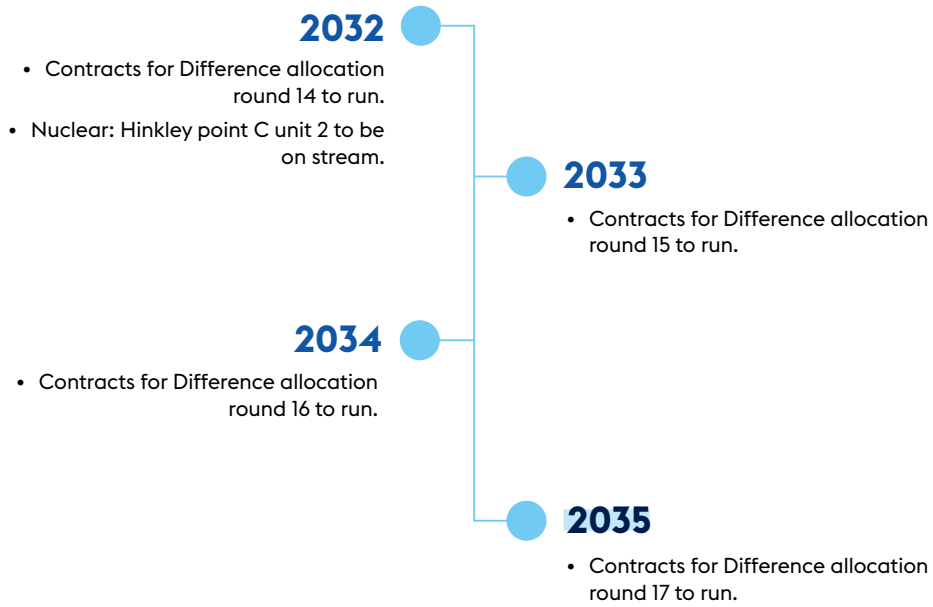 2032
• Contracts for Difference allocation
round 14 to run.
• Nuclear: Hinkley point C unit 2 to be
on stream.
2033
• Contracts for Difference allocation
round 15 to run.
2034
• Contracts for Difference allocation
round 16 to run.
2035
• Contracts for Difference allocation
round 17 to run.